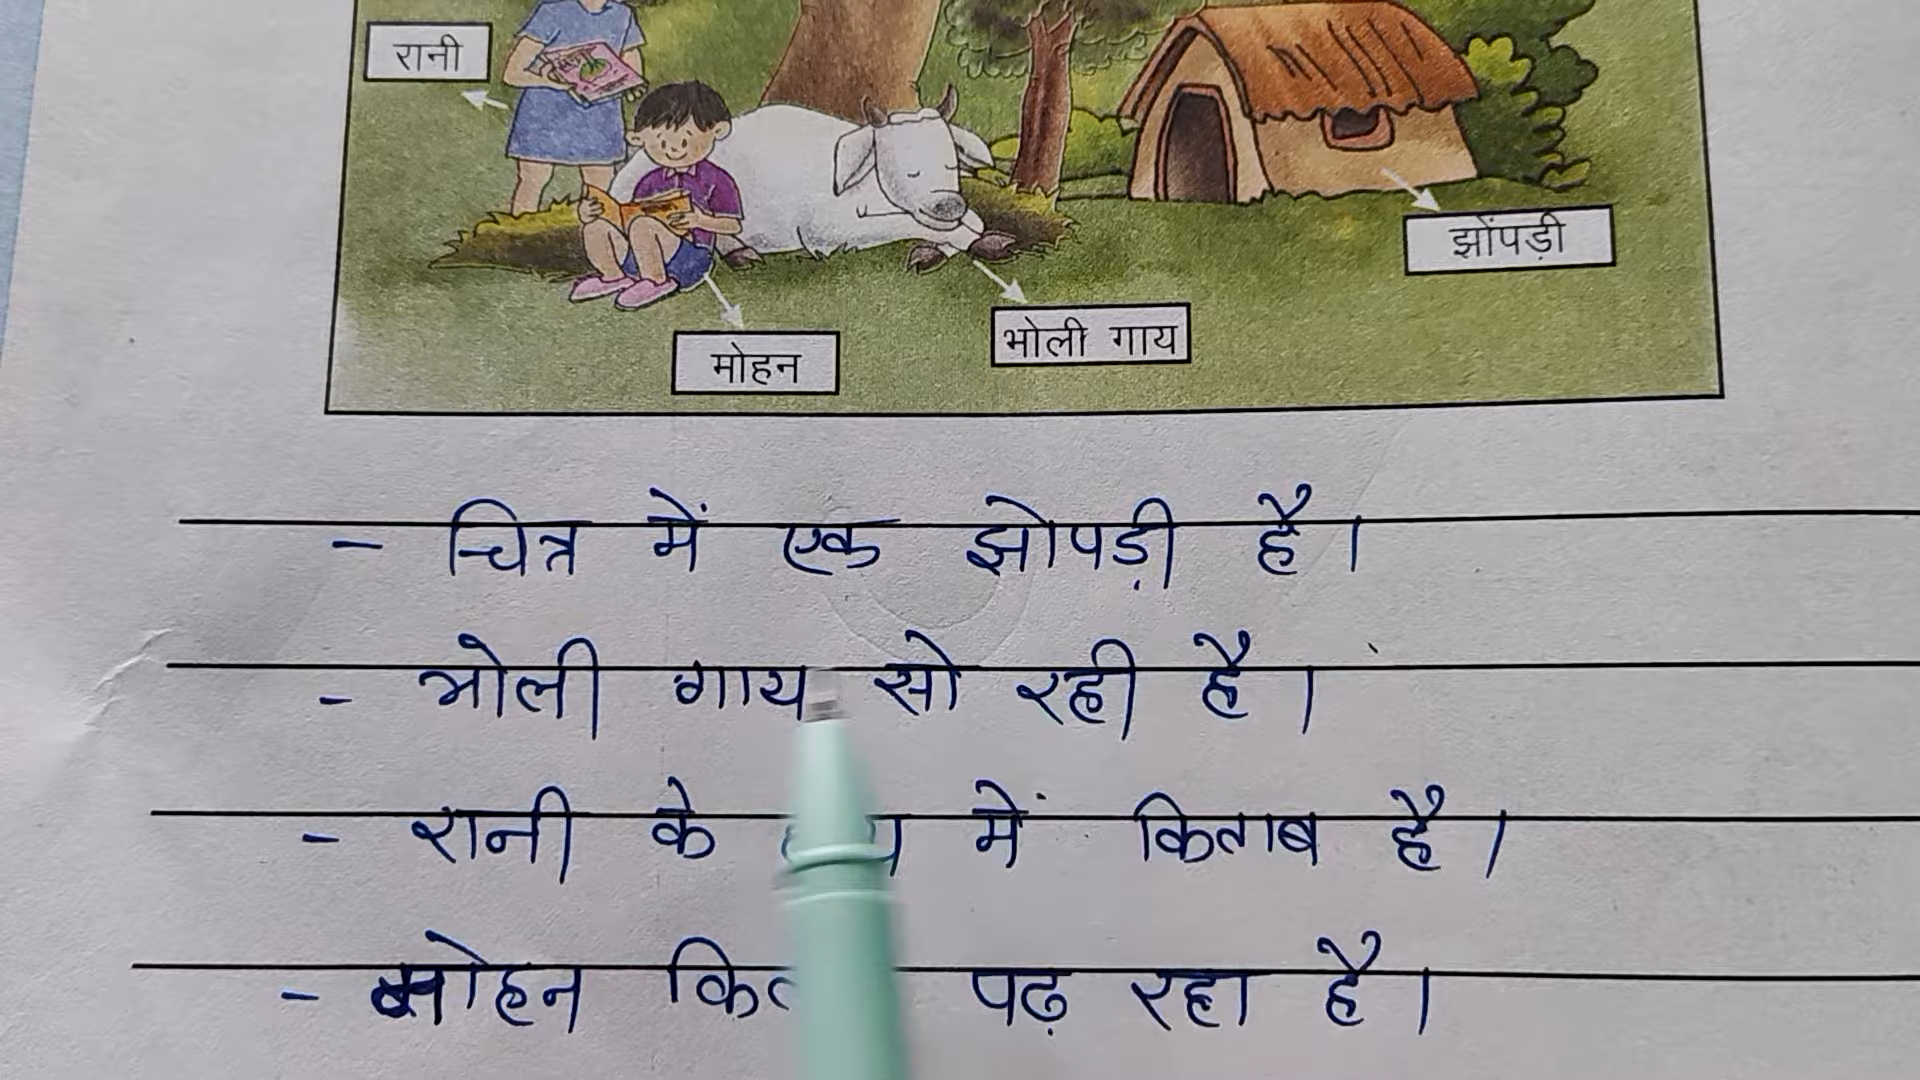 रानी
झोंपड़ी
भोली गाय
मोहन
- चित्र में एक झोपड़ी है।
- भोली गाय सो रही है।
- रानी के में किताब है।
- मोहन पढ़ रहा है।